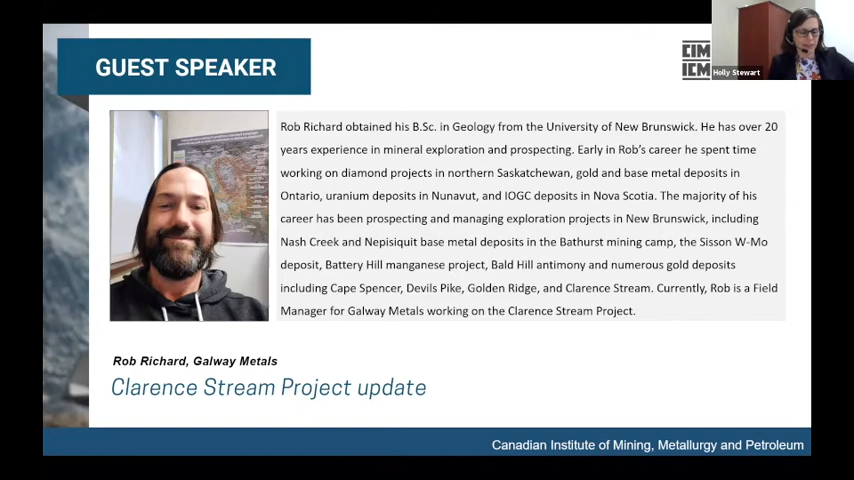 GUEST SPEAKER
CIM
ICM
Holly Stewart
Rob Richard obtained his B.Sc. in Geology from the University of New Brunswick. He has over 20
years experience in mineral exploration and prospecting. Early in Rob's career he spent time
working on diamond projects in northern Saskatchewan, gold and base metal deposits in
Ontario, uranium deposits in Nunavut, and IOGC deposits in Nova Scotia. The majority of his
career has been prospecting and managing exploration projects in New Brunswick, including
Nash Creek and Nepisiquit base metal deposits in the Bathurst mining camp, the Sisson W-Mo
deposit, Battery Hill manganese project, Bald Hill antimony and numerous gold deposits
including Cape Spencer, Devils Pike, Golden Ridge, and Clarence Stream. Currently, Rob is a Field
Manager for Galway Metals working on the Clarence Stream Project.
Rob Richard, Galway Metals
Clarence Stream Project update
Canadian Institute of Mining, Metallurgy and Petroleum